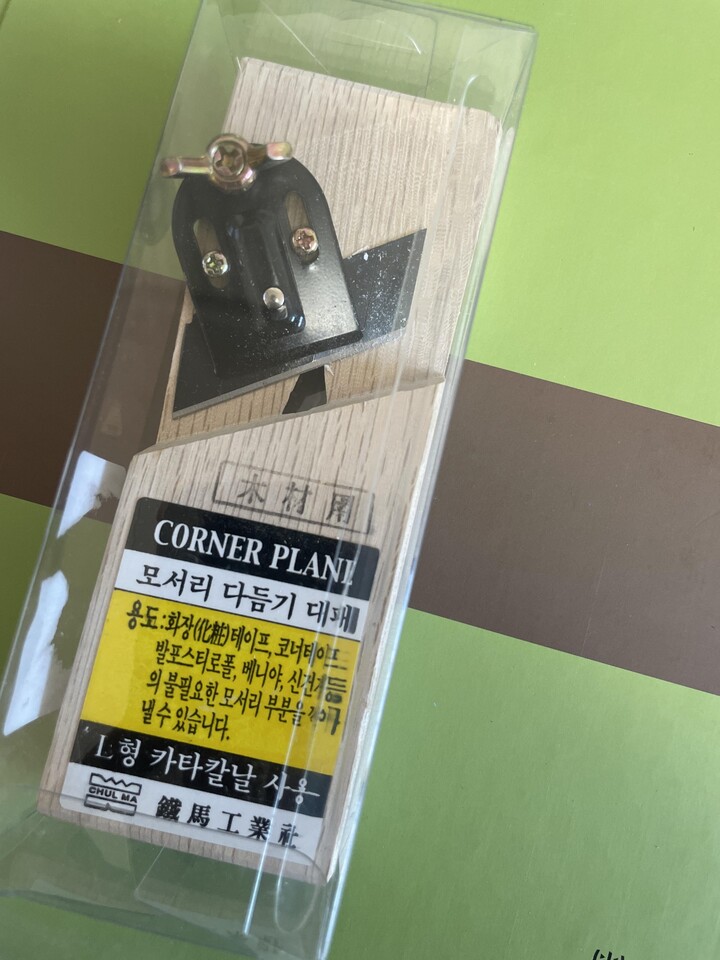 木材用
CORNER PLANE
모서리 다듬기 대패
용도:화장(化粧)테이프, 코너테이프
발포스티로폴, 베니아, 신건재등
의 불필요한 모서리 부분을 깎아
낼 수 있습니다.
L형 카타칼날 사용
CHUL MA
鐵馬工業社